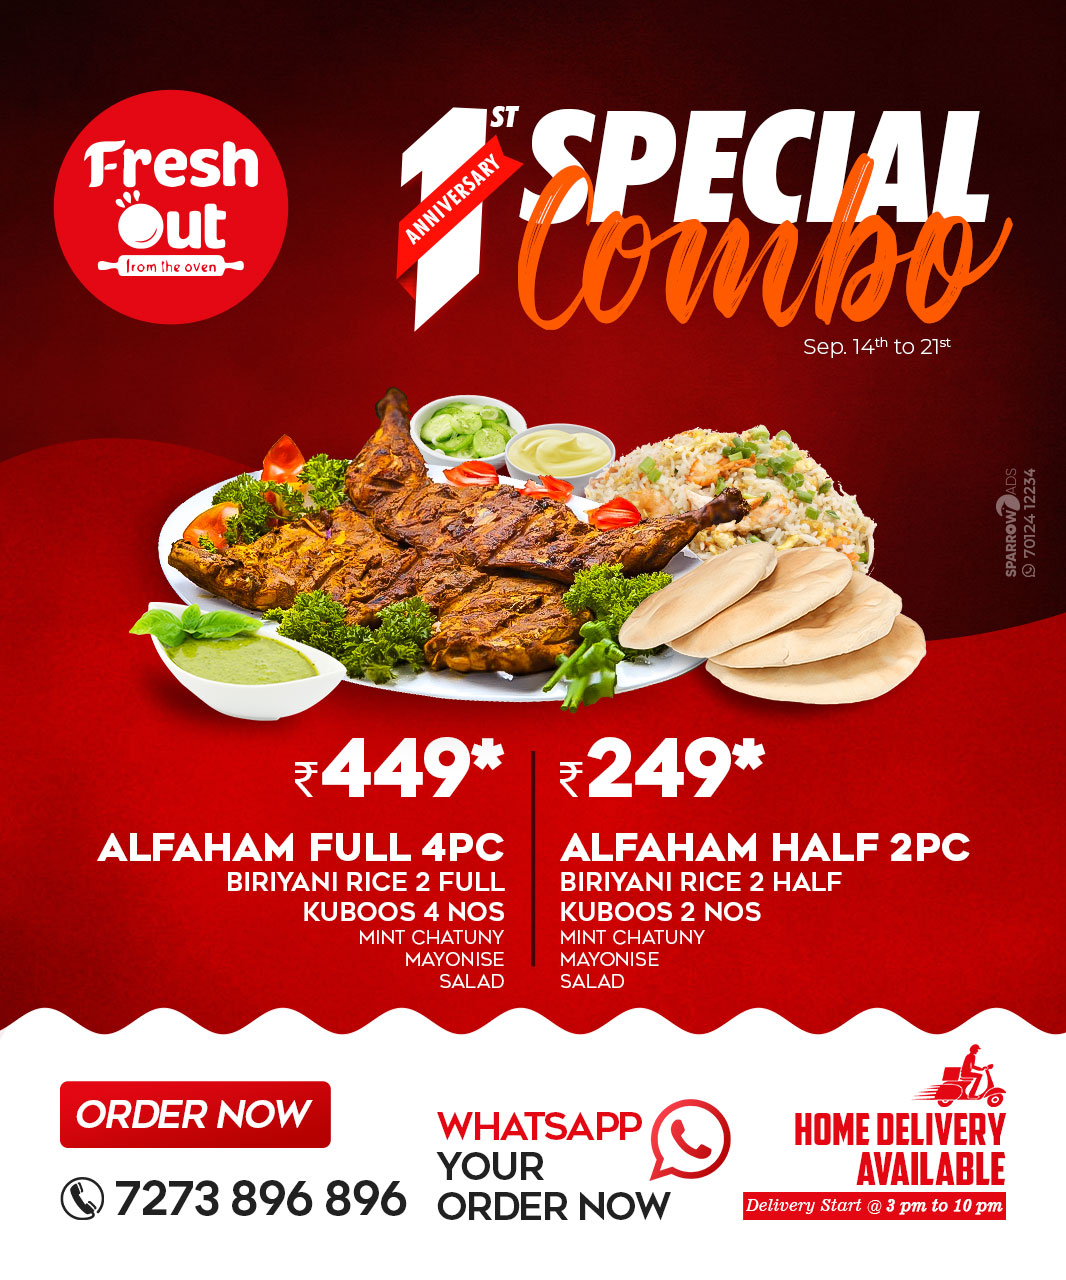 Fresh
Out
from the oven
1ST
ANNIVERSARY
SPECIAL
Combo
Sep. 14th to 21st
SPARROW ADS
70124 12234
₹449*
ALFAHAM FULL 4PC
BIRIYANI RICE 2 FULL
KUBOOS 4 NOS
MINT CHATUNY
MAYONISE
SALAD
₹249*
ALFAHAM HALF 2PC
BIRIYANI RICE 2 HALF
KUBOOS 2 NOS
MINT CHATUNY
MAYONISE
SALAD
ORDER NOW
7273 896 896
WHATSAPP
YOUR
ORDER NOW
HOME DELIVERY
AVAILABLE
Delivery Start @ 3 pm to 10 pm